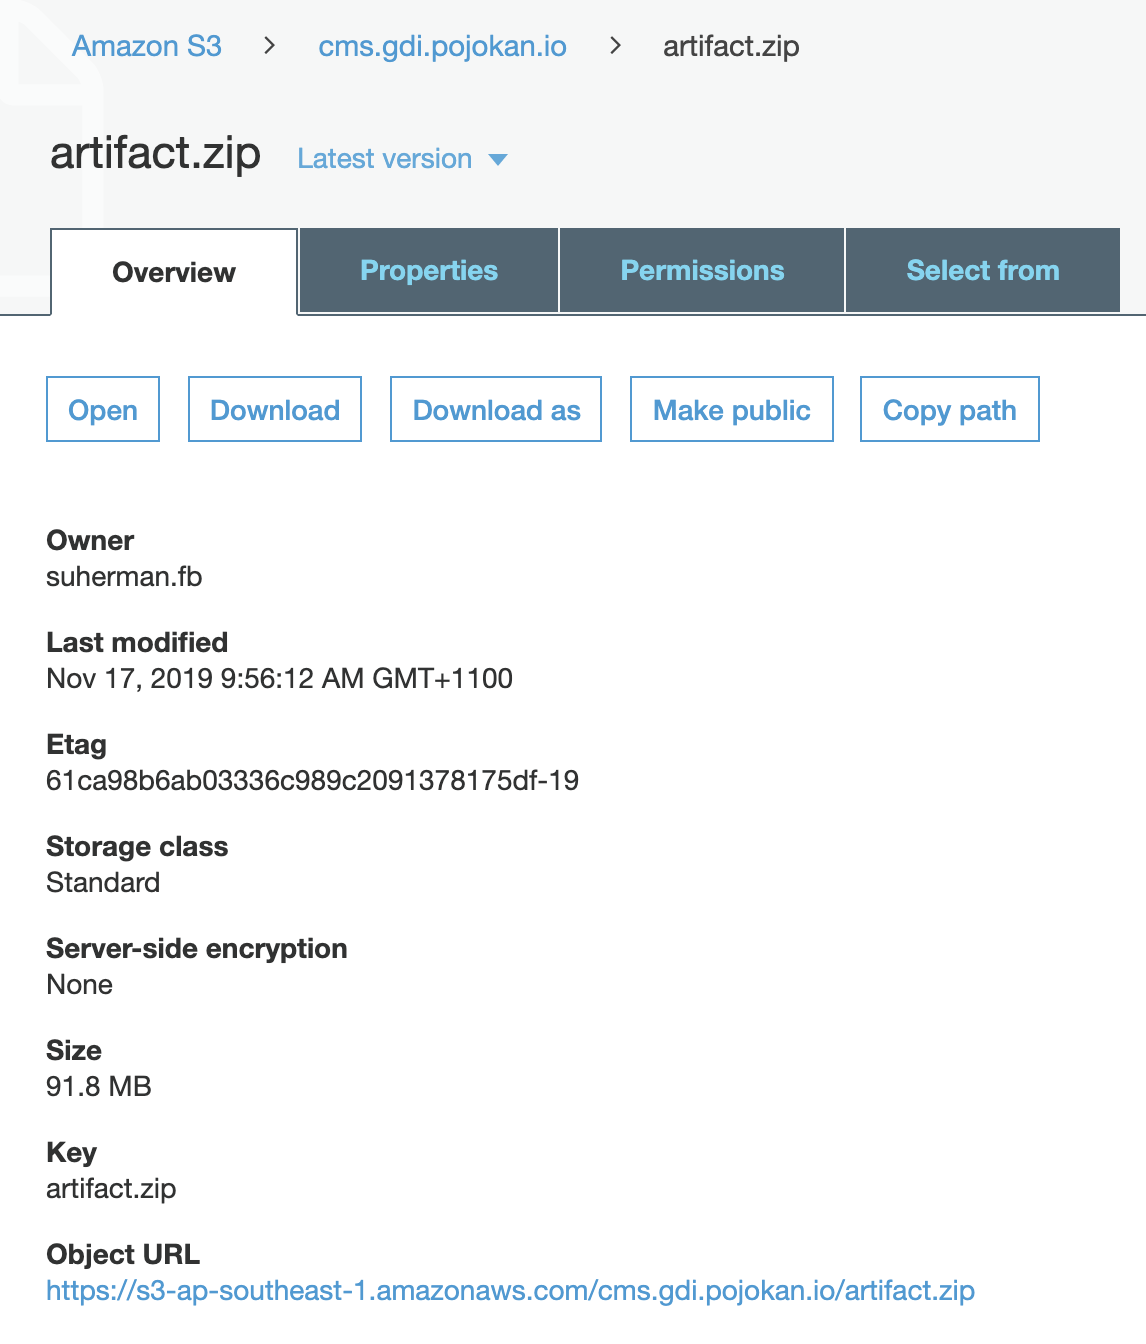 Amazon S3 > cms.gdi.pojokan.io > artifact.zip
artifact.zip Latest version
Overview Properties Permissions Select from
Open Download Download as Make public Copy path
Owner
suherman.fb
Last modified
Nov 17, 2019 9:56:12 AM GMT+1100
Etag
61ca98b6ab03336c989c2091378175df-19
Storage class
Standard
Server-side encryption
None
Size
91.8 MB
Key
artifact.zip
Object URL
https://s3-ap-southeast-1.amazonaws.com/cms.gdi.pojokan.io/artifact.zip